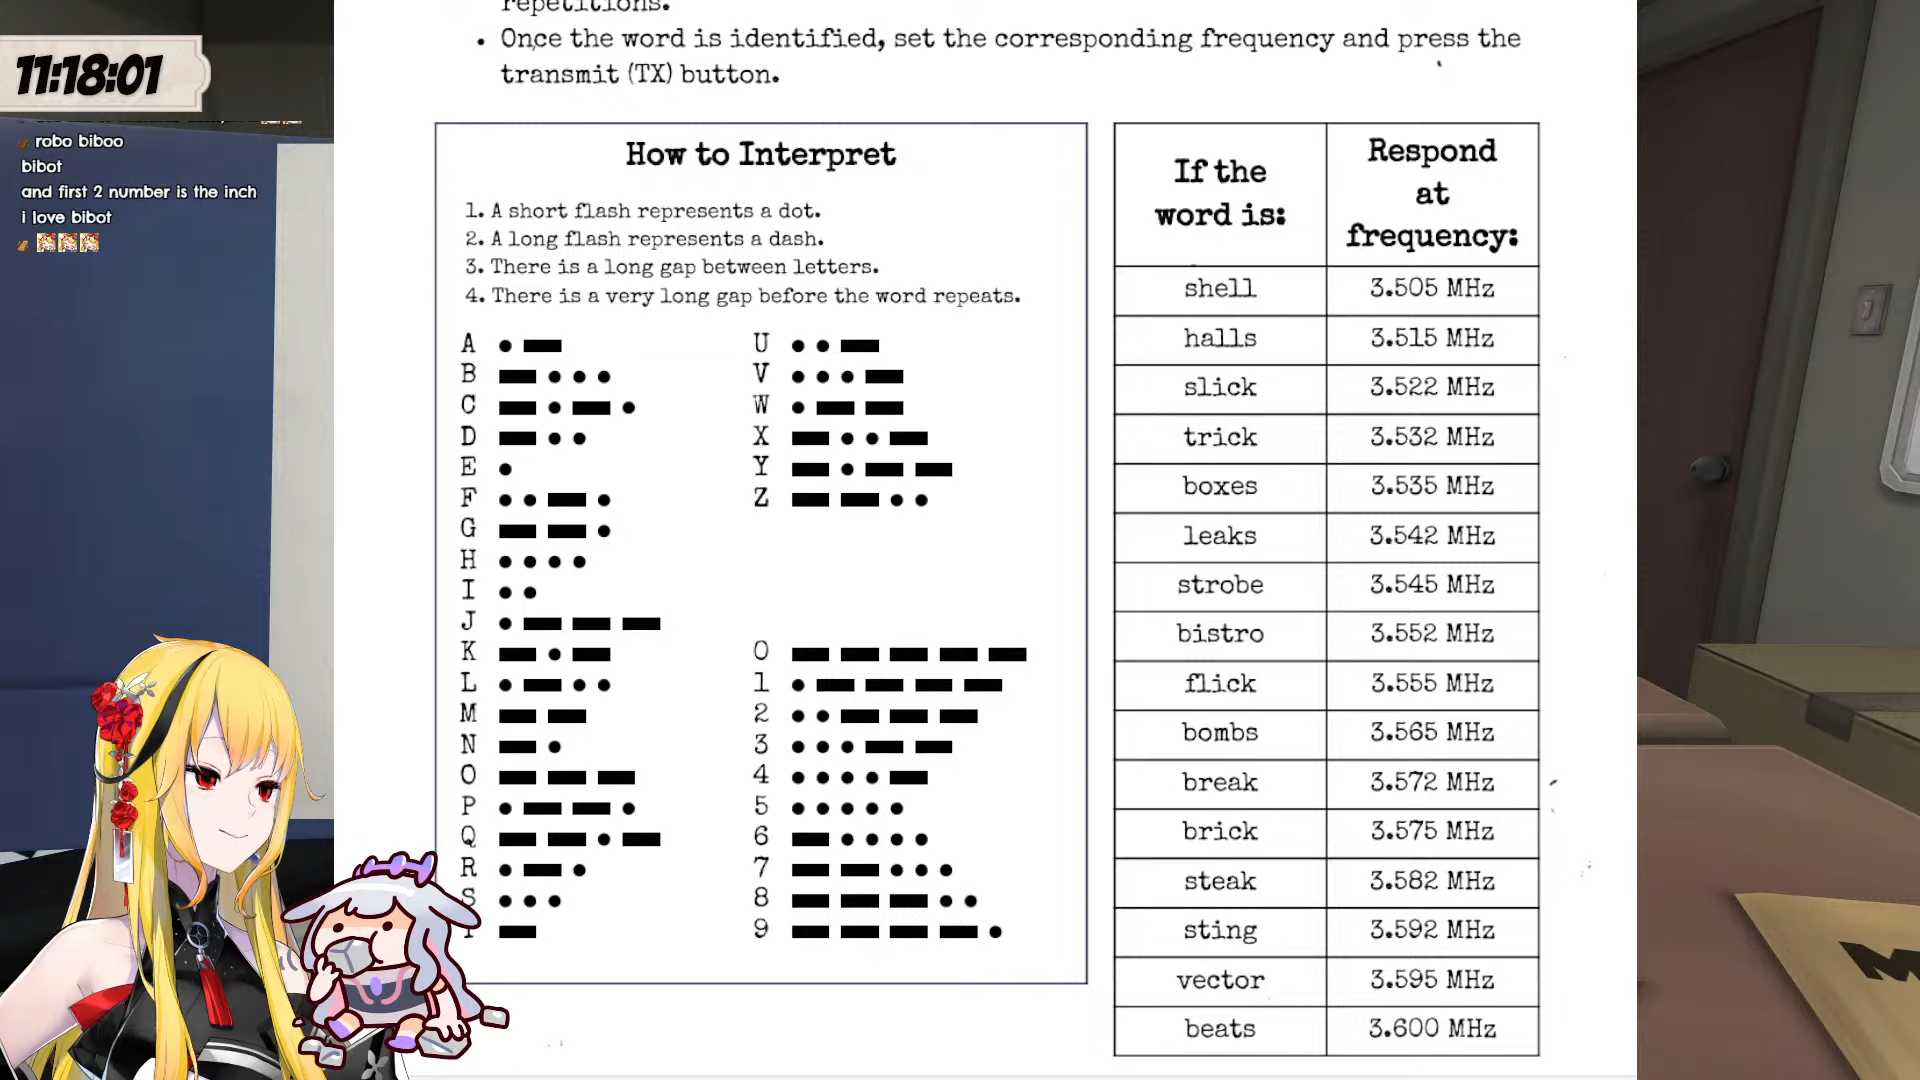 repetitions.
• Once the word is identified, set the corresponding frequency and press the
transmit (TX) button.
11:18:01
robo biboo
bibot
and first 2 number is the inch
i love bibot
How to Interpret
1. A short flash represents a dot.
2. A long flash represents a dash.
3. There is a long gap between letters.
4. There is a very long gap before the word repeats.
A
B
C
D
E
F
G
H
I
J
K
L
M
N
O
P
Q
R
S
T
U
V
W
X
Y
Z
0
1
2
3
4
5
6
7
8
9
If the word is: Respond at frequency:
shell 3.505 MHz
halls 3.515 MHz
slick 3.522 MHz
trick 3.532 MHz
boxes 3.535 MHz
leaks 3.542 MHz
strobe 3.545 MHz
bistro 3.552 MHz
flick 3.555 MHz
bombs 3.565 MHz
break 3.572 MHz
brick 3.575 MHz
steak 3.582 MHz
sting 3.592 MHz
vector 3.595 MHz
beats 3.600 MHz